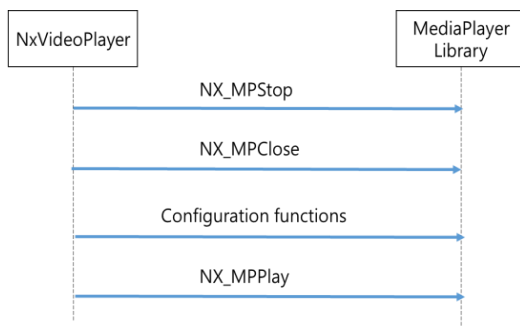 NxVideoPlayer
MediaPlayer
Library
NX_MPStop
NX_MPClose
Configuration functions
NX_MPPlay